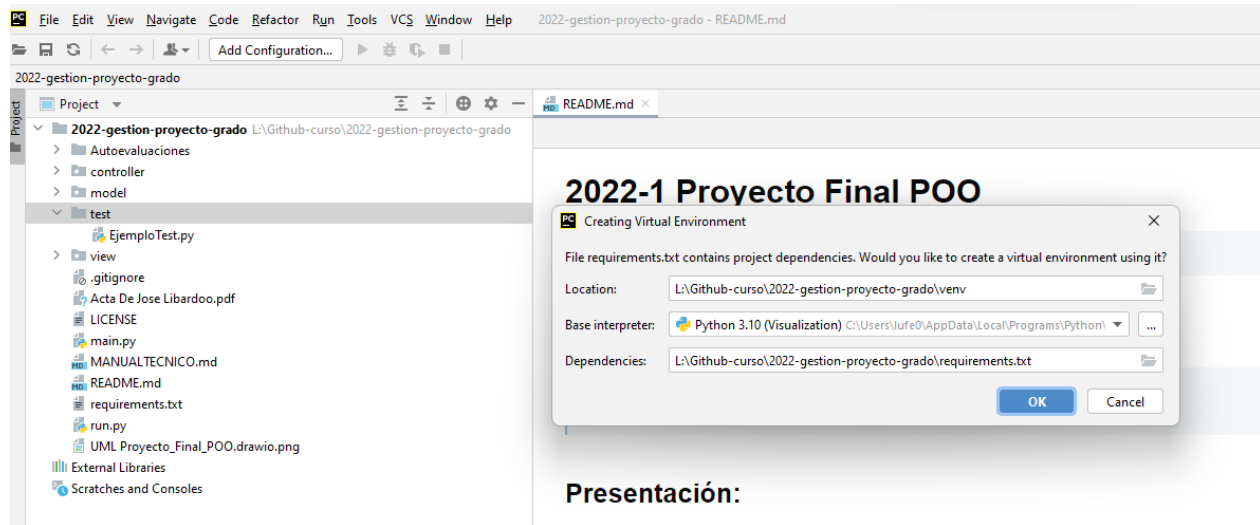 PC File Edit View Navigate Code Refactor Run Tools VCS Window Help 2022-gestion-proyecto-grado - README.md
Add Configuration...
2022-gestion-proyecto-grado
Project
Project
MD README.md
2022-gestion-proyecto-grado L:\Github-curso\2022-gestion-proyecto-grado
Autoevaluaciones
controller
model
test
EjemploTest.py
view
.gitignore
Acta De Jose Libardoo.pdf
LICENSE
main.py
MD MANUALTECNICO.md
MD README.md
requirements.txt
run.py
UML Proyecto_Final_POO.drawio.png
External Libraries
Scratches and Consoles
2022-1 Proyecto Final POO
PC Creating Virtual Environment
File requirements.txt contains project dependencies. Would you like to create a virtual environment using it?
Location: L:\Github-curso\2022-gestion-proyecto-grado\venv
Base interpreter: Python 3.10 (Visualization) C:\Users\lufe0\AppData\Local\Programs\Python\ ...
Dependencies: L:\Github-curso\2022-gestion-proyecto-grado\requirements.txt
OK Cancel
Presentación: